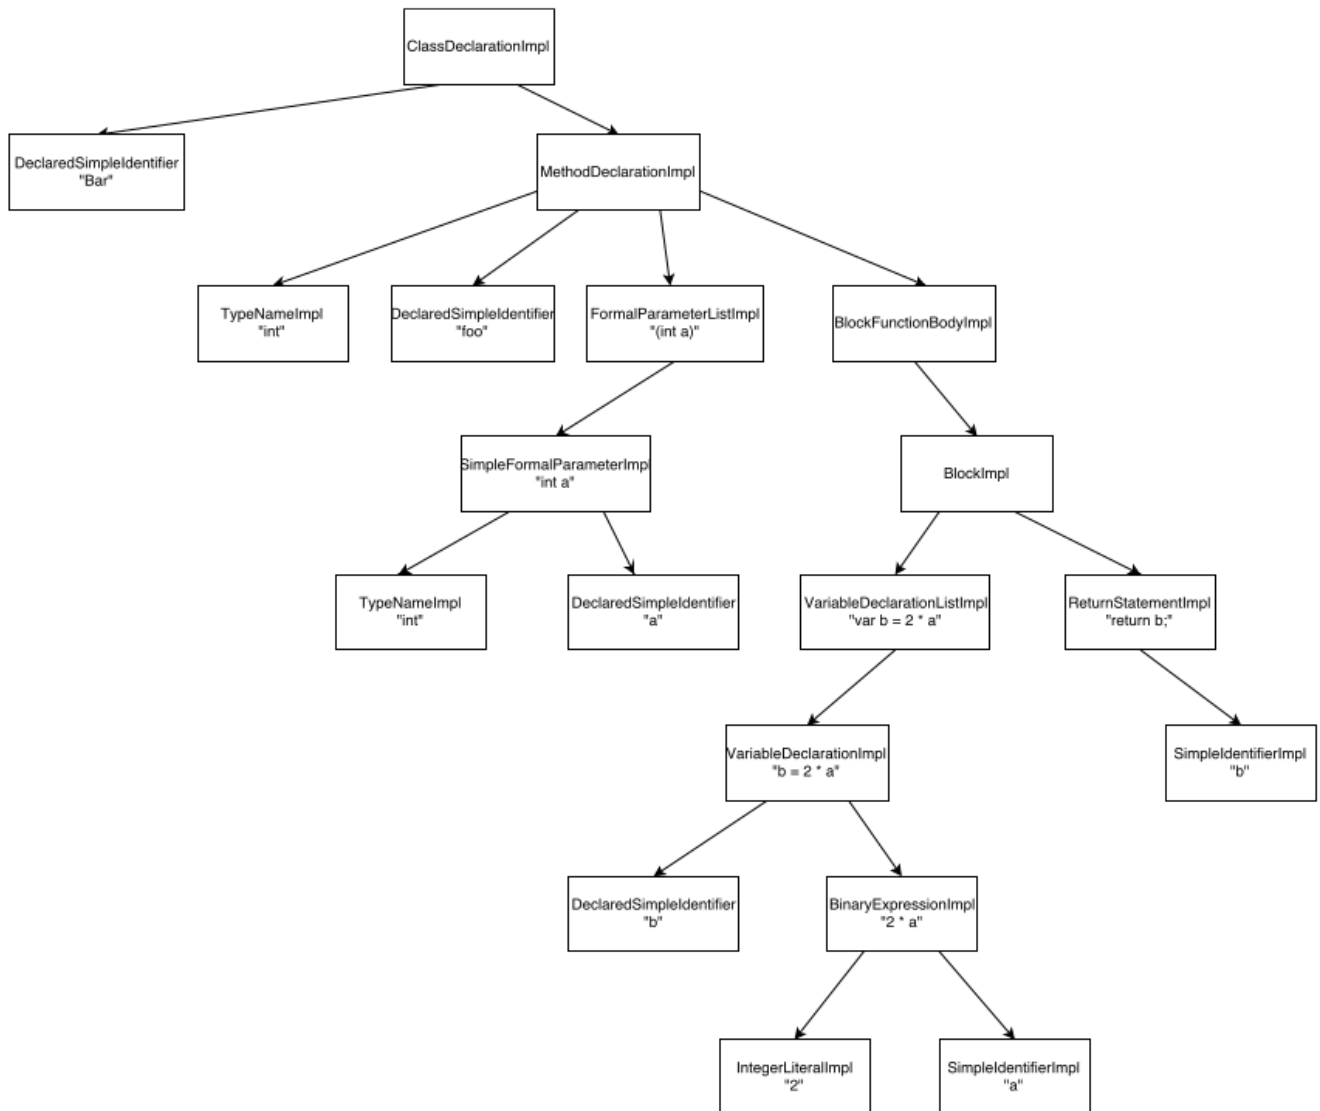 ClassDeclarationImpl
DeclaredSimpleIdentifier
"Bar"
MethodDeclarationImpl
TypeNameImpl
"int"
DeclaredSimpleIdentifier
"foo"
FormalParameterListImpl
"(int a)"
BlockFunctionBodyImpl
SimpleFormalParameterImpl
"int a"
BlockImpl
TypeNameImpl
"int"
DeclaredSimpleIdentifier
"a"
VariableDeclarationListImpl
"var b = 2 * a"
ReturnStatementImpl
"return b;"
VariableDeclarationImpl
"b = 2 * a"
SimpleIdentifierImpl
"b"
DeclaredSimpleIdentifier
"b"
BinaryExpressionImpl
"2 * a"
IntegerLiteralImpl
"2"
SimpleIdentifierImpl
"a"